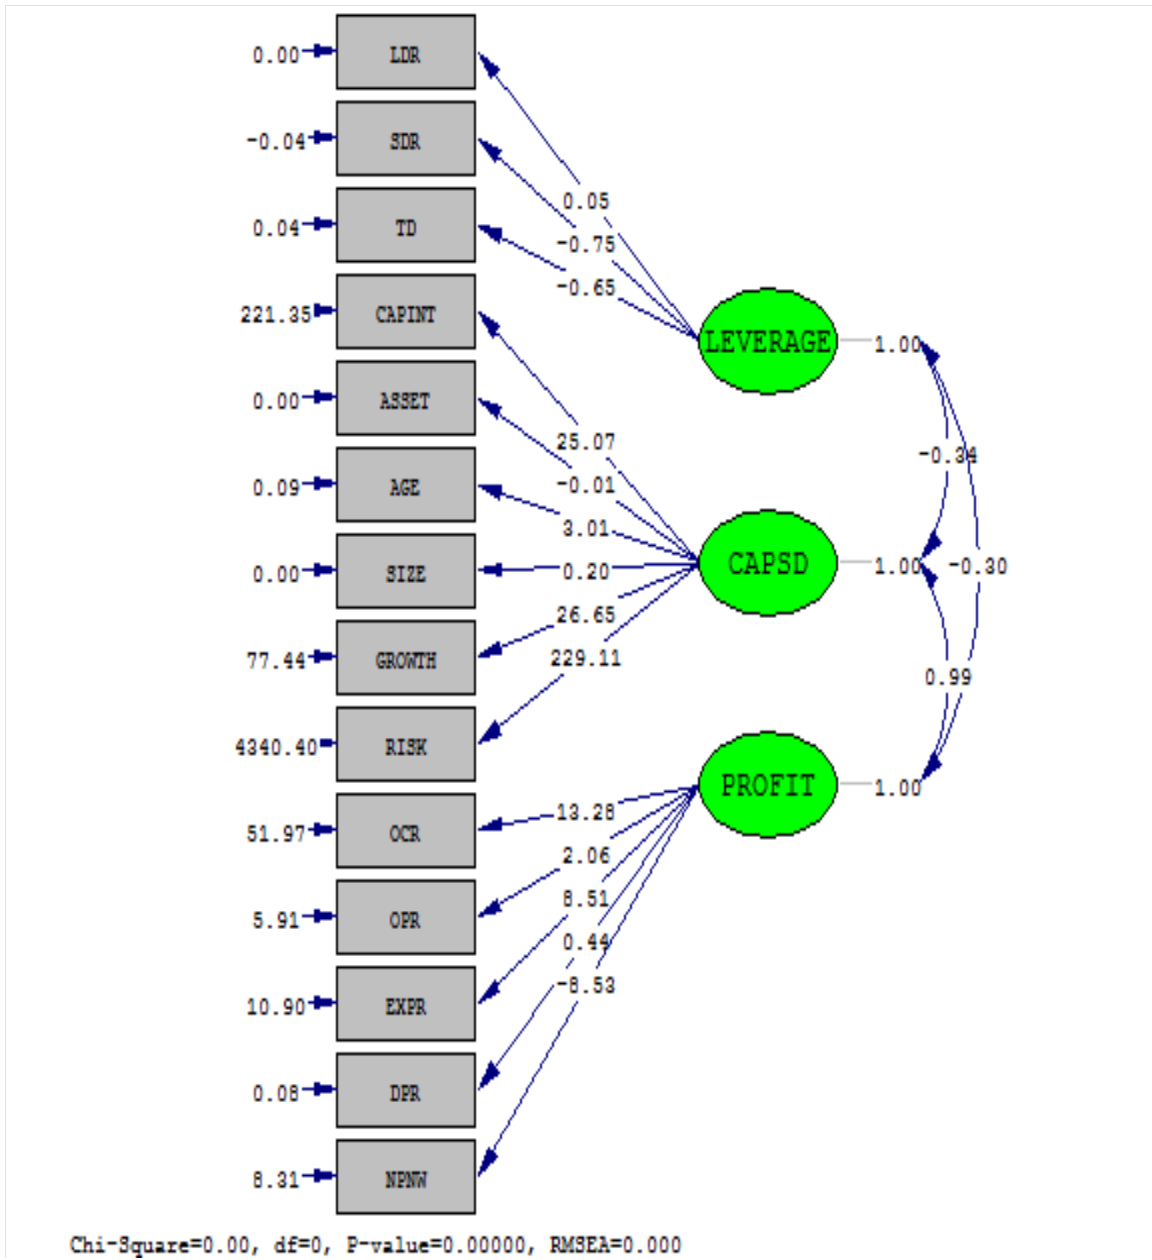 0.00 LDR
-0.04 SDR
0.05
0.04 TD
-0.75
-0.65
221.35 CAPINT
LEVERAGE 1.00
0.00 ASSET
25.07
-0.34
0.09 AGE
-0.01
3.01
0.00 SIZE 0.20 CAPSD 1.00 -0.30
26.65
77.44 GROWTH 229.11
0.99
4340.40 RISK
PROFIT 1.00
51.97 OCR 13.28
2.06
5.91 OPR 8.51
0.44
10.90 EXPR -8.53
0.08 DPR
8.31 NPNW
Chi-Square=0.00, df=0, P-value=0.00000, RMSEA=0.000